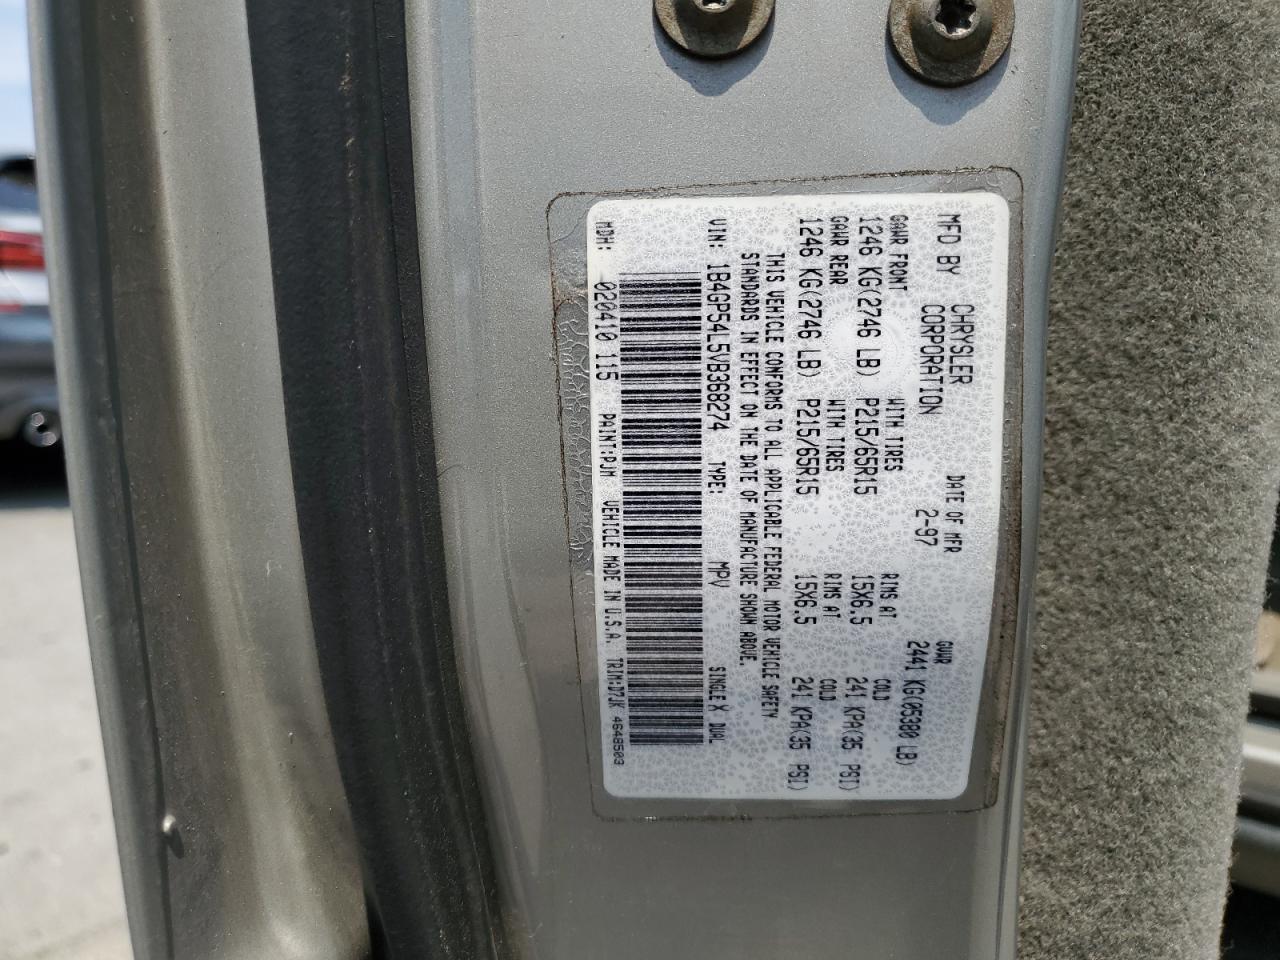 MFD BY CHRYSLER CORPORATION DATE OF MFR 2-97 GVWR 2441 KG(05380 LB)
GAWR FRONT WITH TIRES RIMS AT COLD
1246 KG(2746 LB) P215/65R15 15X6.5 241 KPA(35 PSI)
GAWR REAR WITH TIRES RIMS AT COLD
1246 KG(2746 LB) P215/65R15 15X6.5 241 KPA(35 PSI)
THIS VEHICLE CONFORMS TO ALL APPLICABLE FEDERAL MOTOR VEHICLE SAFETY
STANDARDS IN EFFECT ON THE DATE OF MANUFACTURE SHOWN ABOVE.
VIN: 1B4GP54L5VB368274 TYPE: MPV SINGLE X DUAL
MDH: 020410 115 PAINT:PJM VEHICLE MADE IN U.S.A. TRIM:D7JK 4648503